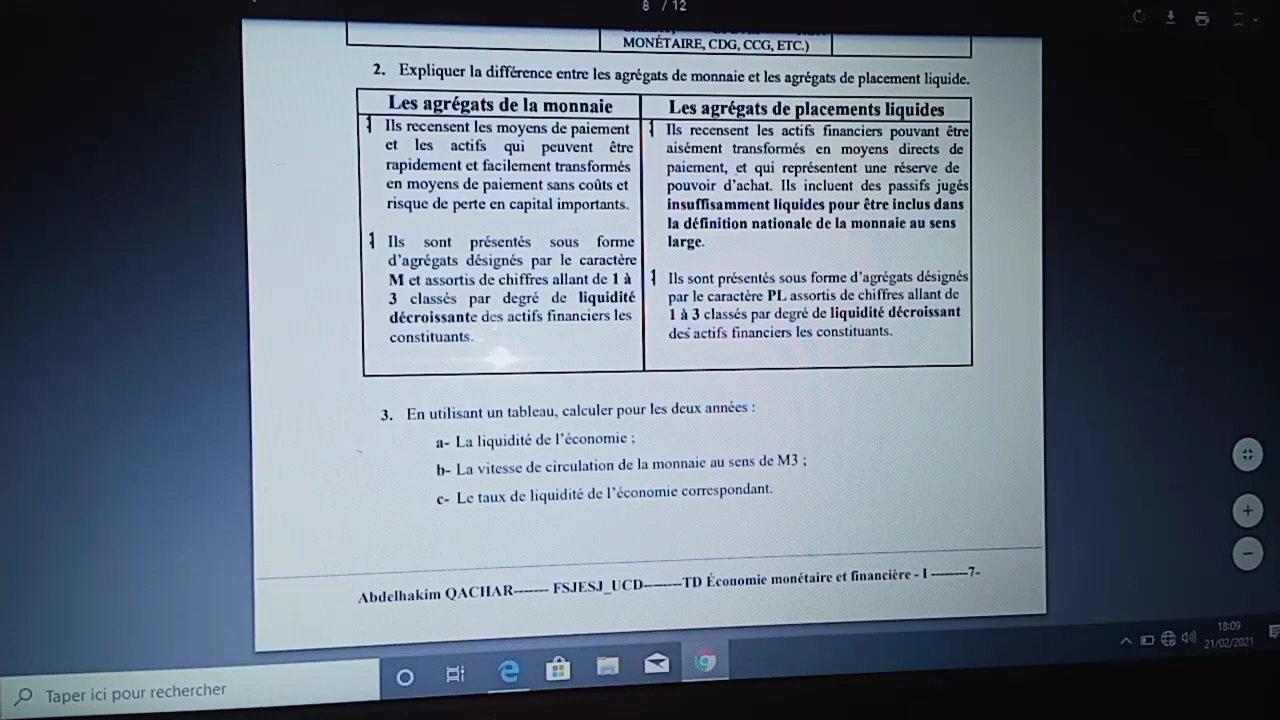 8 / 12
MONÉTAIRE, CDG, CCG, ETC.)
2. Expliquer la différence entre les agrégats de monnaie et les agrégats de placement liquide.
Les agrégats de la monnaie
Ils recensent les moyens de paiement
et les actifs qui peuvent être
rapidement et facilement transformés
en moyens de paiement sans coûts et
risque de perte en capital importants.
Ils sont présentés sous forme
d'agrégats désignés par le caractère
M et assortis de chiffres allant de 1 à
3 classés par degré de liquidité
décroissante des actifs financiers les
constituants.
Les agrégats de placements liquides
Ils recensent les actifs financiers pouvant être
aisément transformés en moyens directs de
paiement, et qui représentent une réserve de
pouvoir d'achat. Ils incluent des passifs jugés
insuffisamment liquides pour être inclus dans
la définition nationale de la monnaie au sens
large.
Ils sont présentés sous forme d'agrégats désignés
par le caractère PL assortis de chiffres allant de
1 à 3 classés par degré de liquidité décroissant
des actifs financiers les constituants.
3. En utilisant un tableau, calculer pour les deux années :
a- La liquidité de l'économie ;
b- La vitesse de circulation de la monnaie au sens de M3 ;
c- Le taux de liquidité de l'économie correspondant.
Abdelhakim QACHAR------- FSJESJ_UCD--------TD Économie monétaire et financière - I --------7-
Taper ici pour rechercher
18:09
21/02/2021